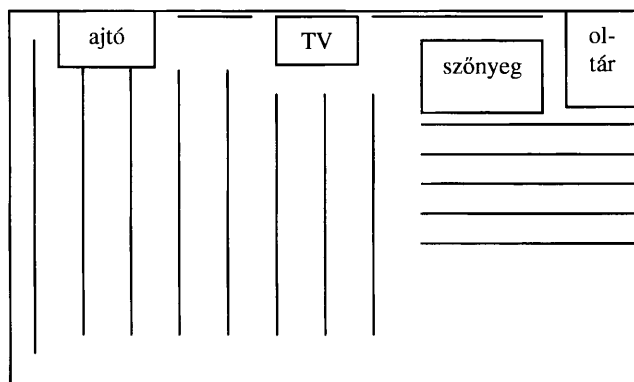 ajtó
TV
szőnyeg
ol-
tár